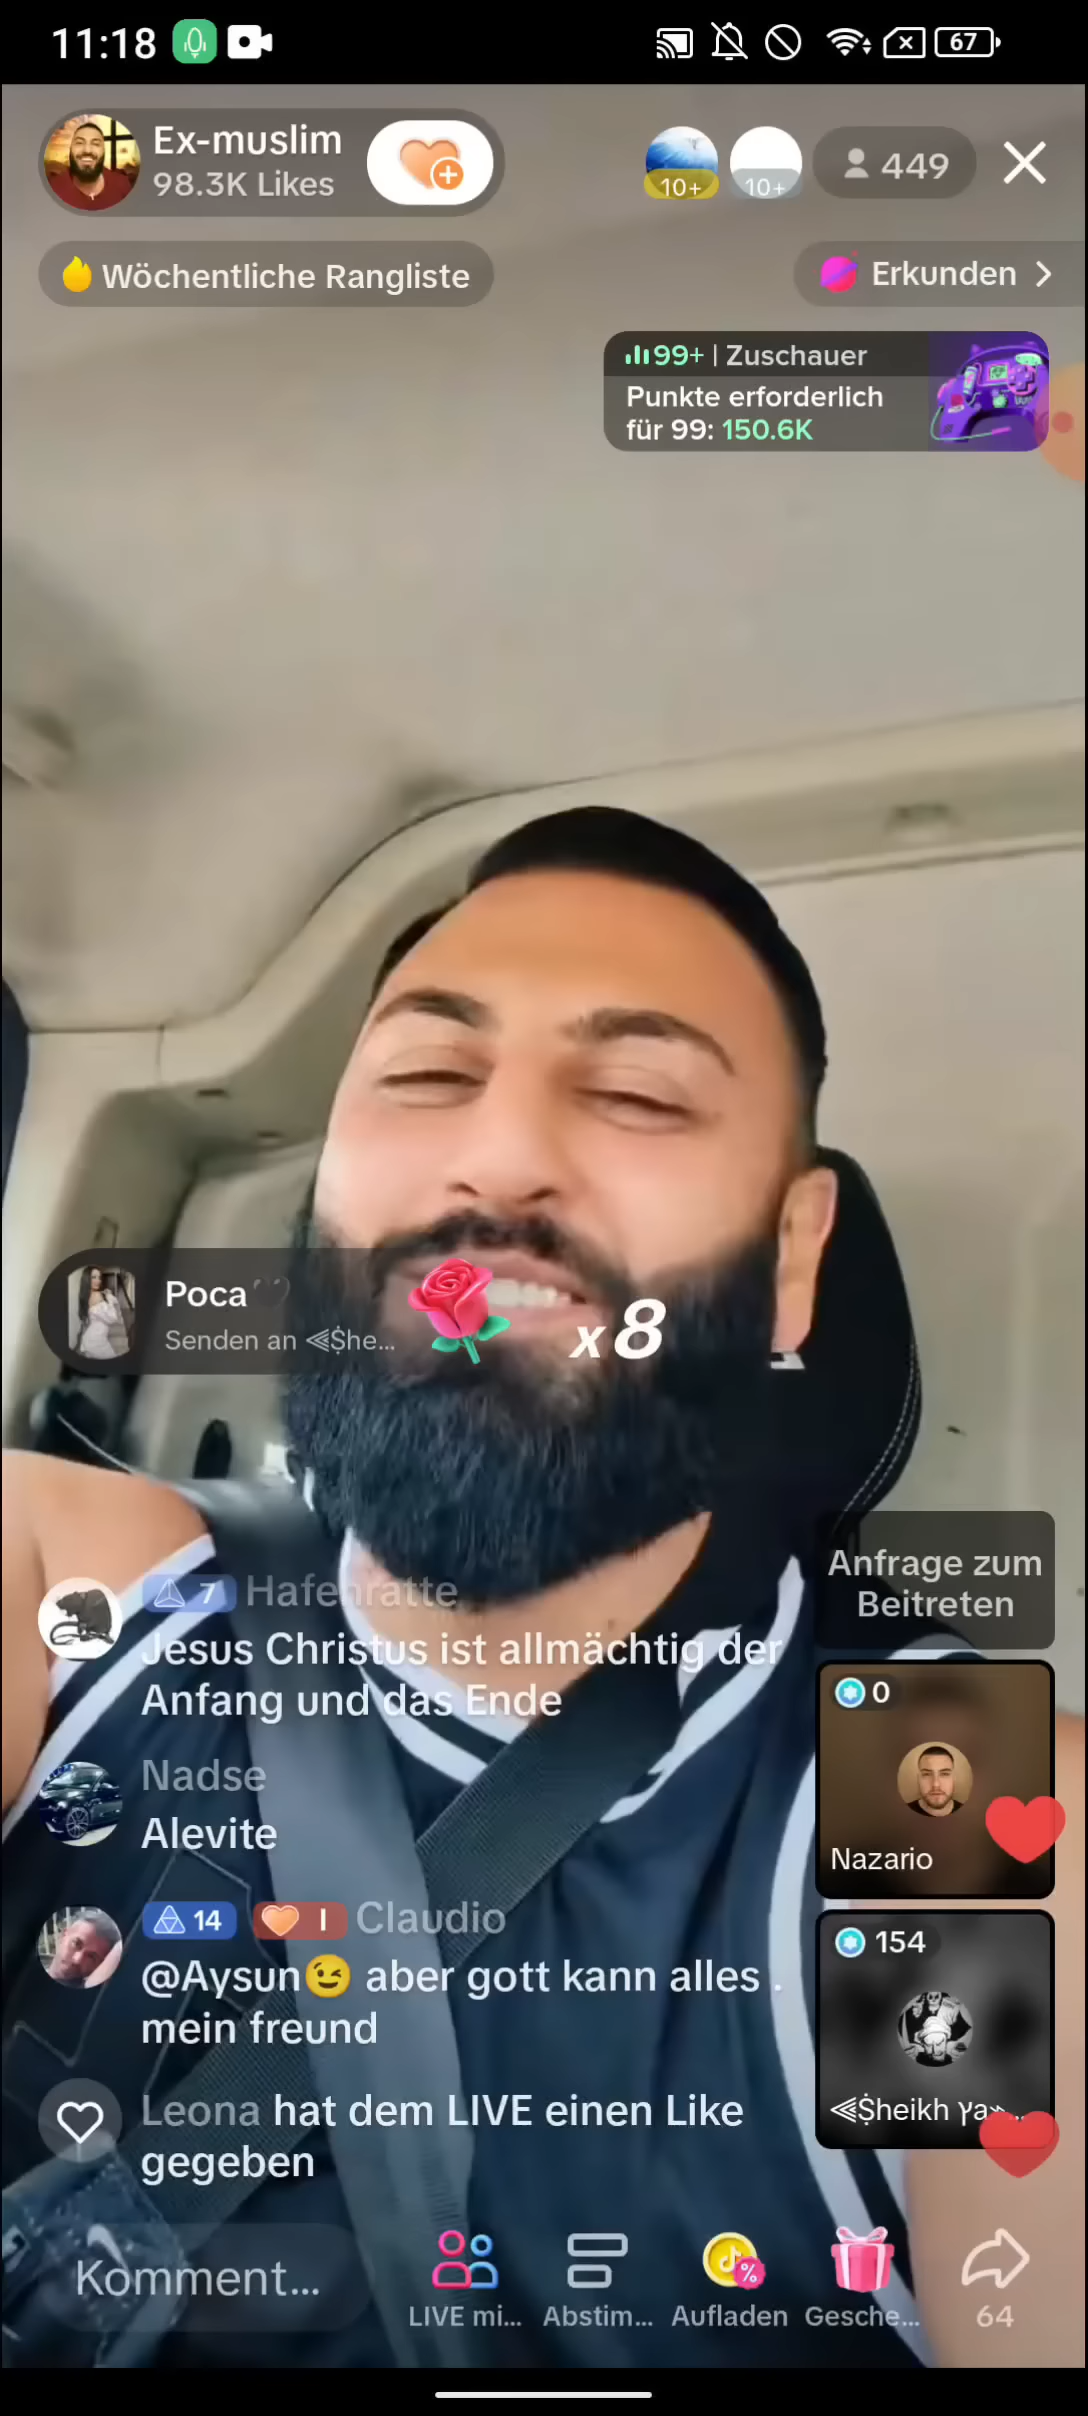 11:18
67
Ex-muslim
98.3K Likes
10+
10+
449
Wöchentliche Rangliste
Erkunden
99+ | Zuschauer
Punkte erforderlich
für 99: 150.6K
Poca
Senden an ⪡Şhe...
x8
Anfrage zum
Beitreten
7 Hafenratte
Jesus Christus ist allmächtig der
Anfang und das Ende
0
Nazario
Nadse
Alevite
14 I Claudio
@Aysun😉 aber gott kann alles .
mein freund
154
Leona hat dem LIVE einen Like
gegeben
Komment...
LIVE mi...
Abstim...
Aufladen
Gesche...
64